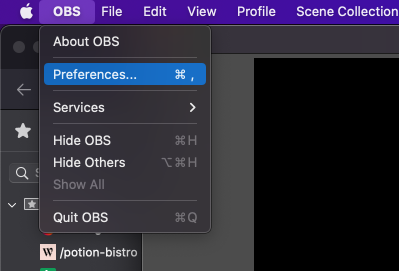 OBS File Edit View Profile Scene Collection
About OBS
Preferences... ⌘ ,
Services
Hide OBS ⌘H
Hide Others ⌥⌘H
Show All
Quit OBS ⌘Q
W /potion-bistro